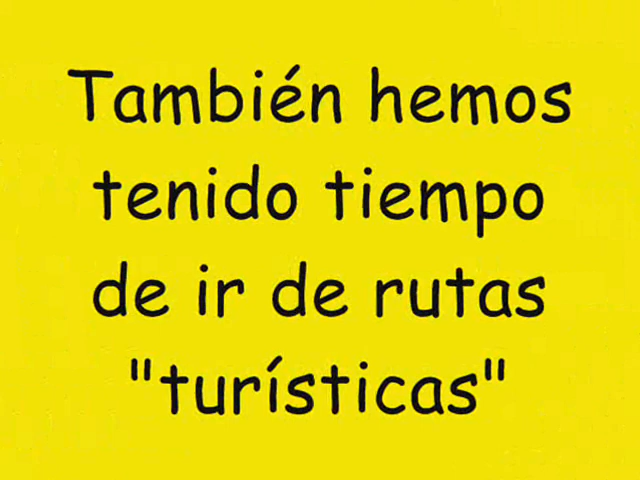 También hemos
tenido tiempo
de ir de rutas
"turísticas"